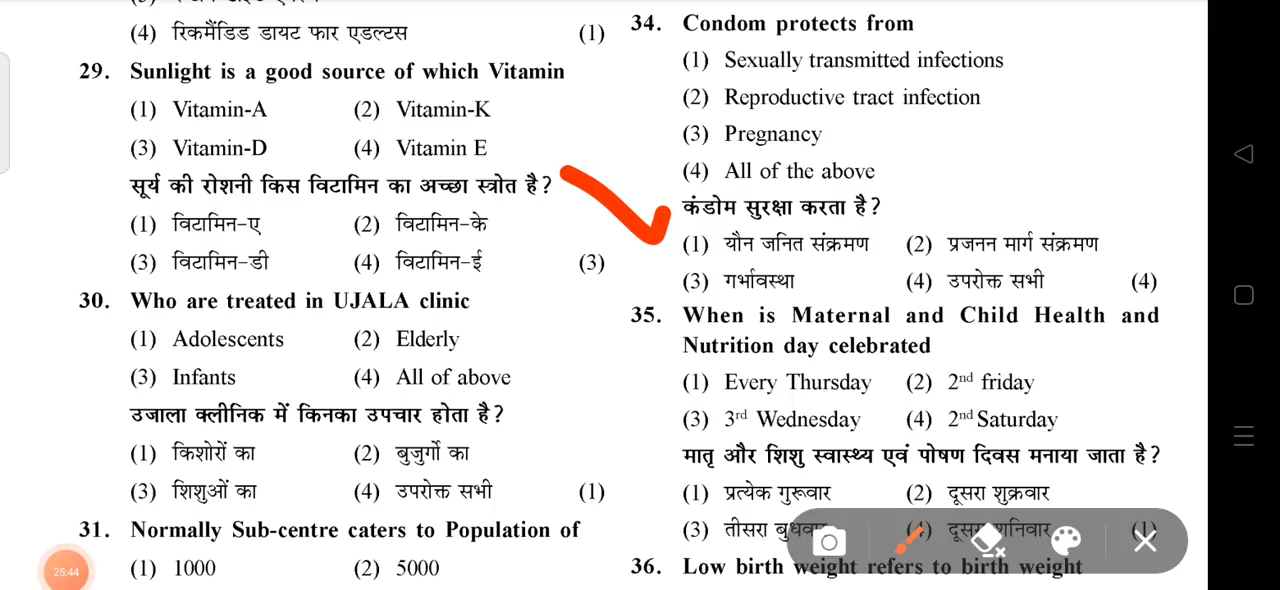 (4) रिकमैंडिड डायट फार एडल्टस (1)
29. Sunlight is a good source of which Vitamin
(1) Vitamin-A (2) Vitamin-K
(3) Vitamin-D (4) Vitamin E
सूर्य की रोशनी किस विटामिन का अच्छा स्त्रोत है?
(1) विटामिन-ए (2) विटामिन-के
(3) विटामिन-डी (4) विटामिन-ई (3)
30. Who are treated in UJALA clinic
(1) Adolescents (2) Elderly
(3) Infants (4) All of above
उजाला क्लीनिक में किनका उपचार होता है?
(1) किशोरों का (2) बुजुर्गो का
(3) शिशुओं का (4) उपरोक्त सभी (1)
31. Normally Sub-centre caters to Population of
(1) 1000 (2) 5000
25:44
34. Condom protects from
(1) Sexually transmitted infections
(2) Reproductive tract infection
(3) Pregnancy
(4) All of the above
कंडोम सुरक्षा करता है?
(1) यौन जनित संक्रमण (2) प्रजनन मार्ग संक्रमण
(3) गर्भावस्था (4) उपरोक्त सभी (4)
35. When is Maternal and Child Health and
Nutrition day celebrated
(1) Every Thursday (2) 2nd friday
(3) 3rd Wednesday (4) 2nd Saturday
मातृ और शिशु स्वास्थ्य एवं पोषण दिवस मनाया जाता है?
(1) प्रत्येक गुरूवार (2) दूसरा शुक्रवार
(3) तीसरा बुधवार (4) दूसरा शनिवार (1)
36. Low birth weight refers to birth weight